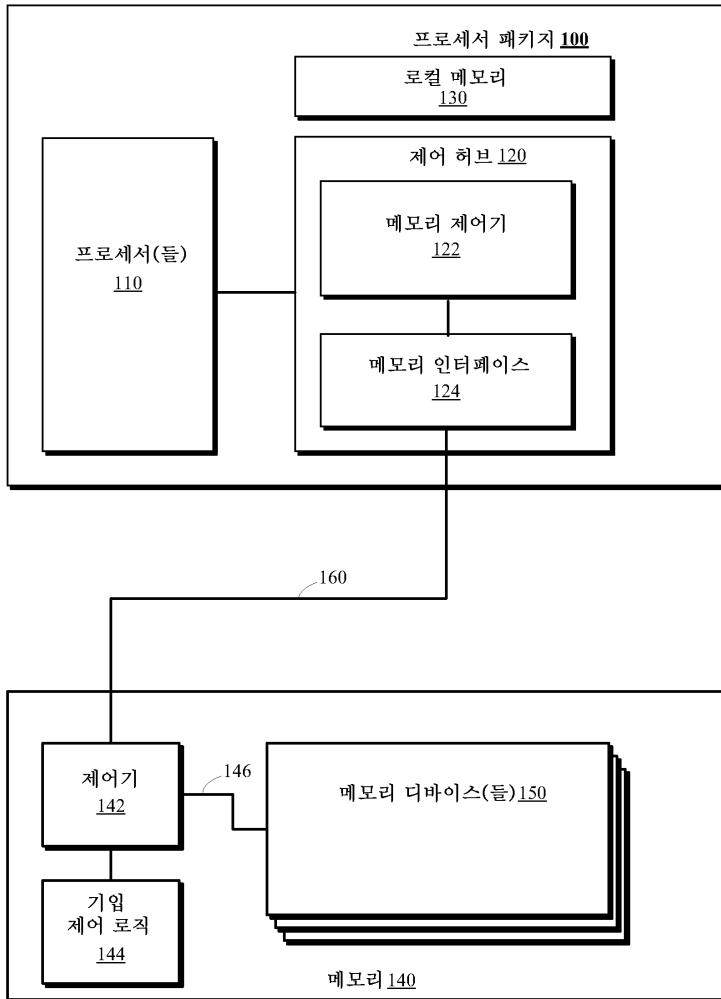 프로세서 패키지 100
로컬 메모리
130
제어 허브 120
메모리 제어기
122
프로세서(들)
110
메모리 인터페이스
124
160
제어기
142
146
메모리 디바이스(들) 150
기입
제어 로직
144
메모리 140